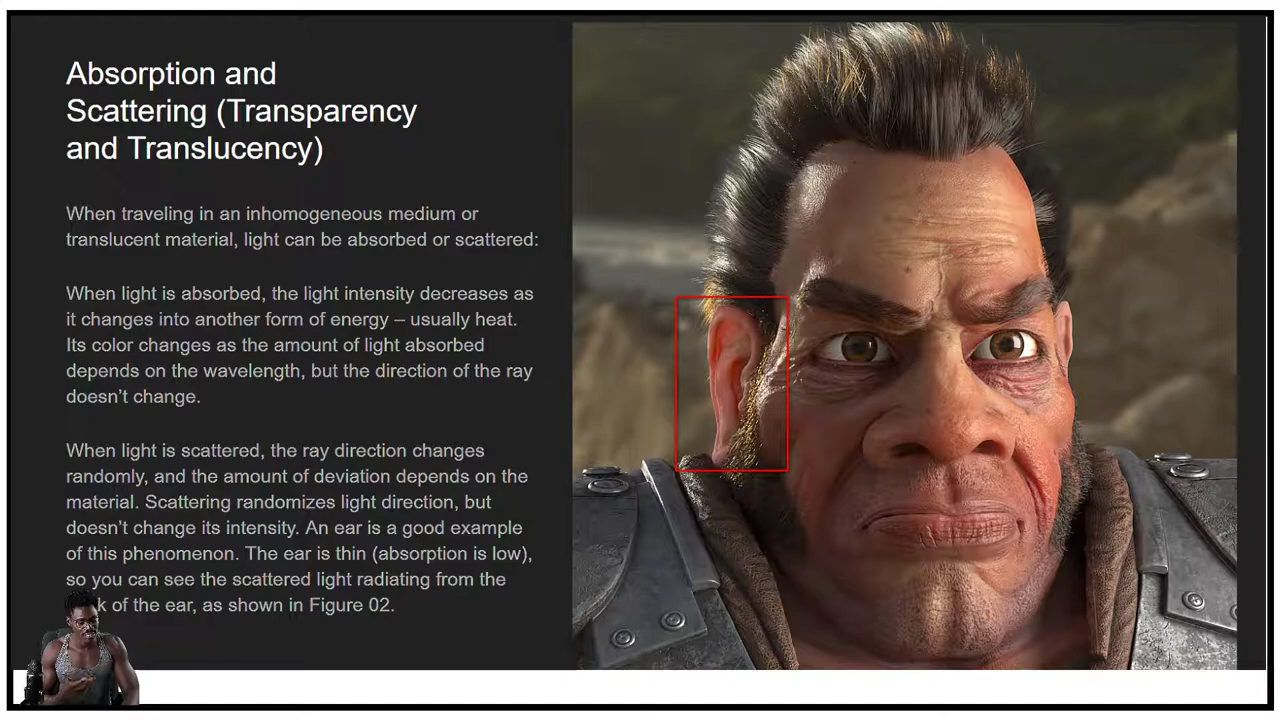 Absorption and
Scattering (Transparency
and Translucency)
When traveling in an inhomogeneous medium or
translucent material, light can be absorbed or scattered:
When light is absorbed, the light intensity decreases as
it changes into another form of energy – usually heat.
Its color changes as the amount of light absorbed
depends on the wavelength, but the direction of the ray
doesn’t change.
When light is scattered, the ray direction changes
randomly, and the amount of deviation depends on the
material. Scattering randomizes light direction, but
doesn’t change its intensity. An ear is a good example
of this phenomenon. The ear is thin (absorption is low),
so you can see the scattered light radiating from the
of the ear, as shown in Figure 02.